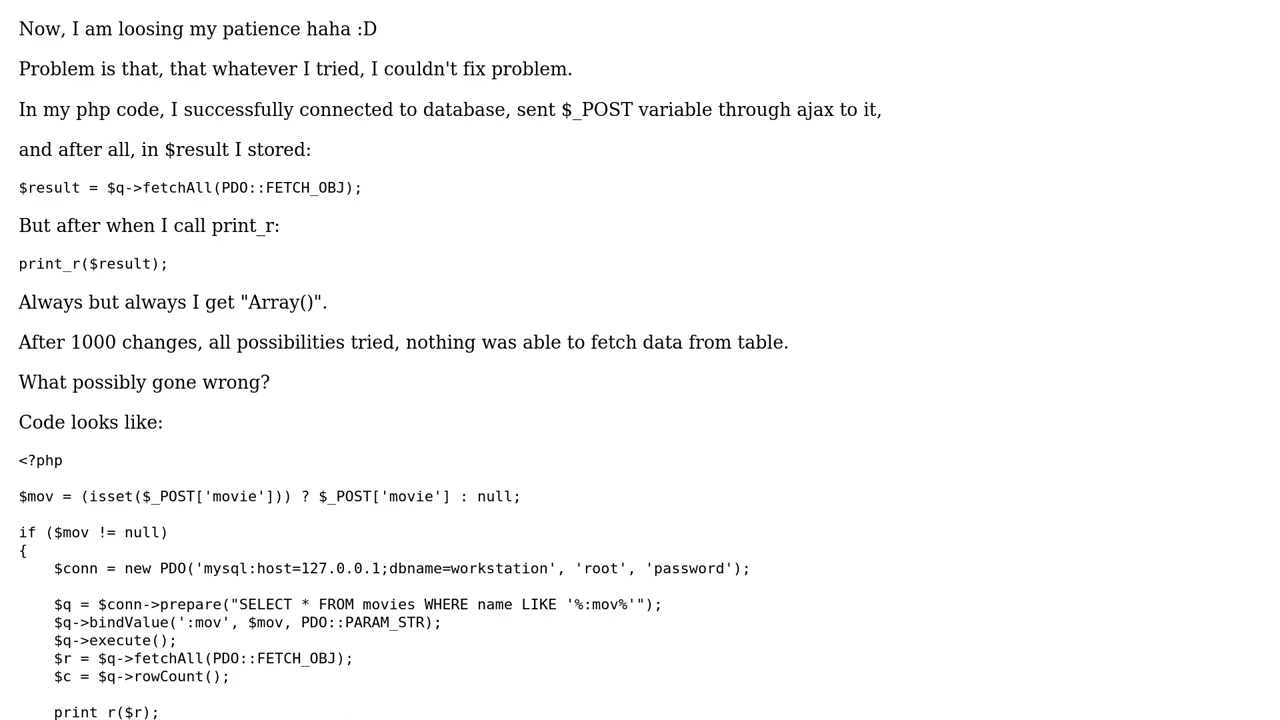 Now, I am loosing my patience haha :D
Problem is that, that whatever I tried, I couldn't fix problem.
In my php code, I successfully connected to database, sent $_POST variable through ajax to it,
and after all, in $result I stored:
$result = $q->fetchAll(PDO::FETCH_OBJ);
But after when I call print_r:
print_r($result);
Always but always I get "Array()".
After 1000 changes, all possibilities tried, nothing was able to fetch data from table.
What possibly gone wrong?
Code looks like:
<?php
$mov = (isset($_POST['movie'])) ? $_POST['movie'] : null;
if ($mov != null)
{
    $conn = new PDO('mysql:host=127.0.0.1;dbname=workstation', 'root', 'password');
    $q = $conn->prepare("SELECT * FROM movies WHERE name LIKE '%:mov%'");
    $q->bindValue(':mov', $mov, PDO::PARAM_STR);
    $q->execute();
    $r = $q->fetchAll(PDO::FETCH_OBJ);
    $c = $q->rowCount();
    print_r($r);